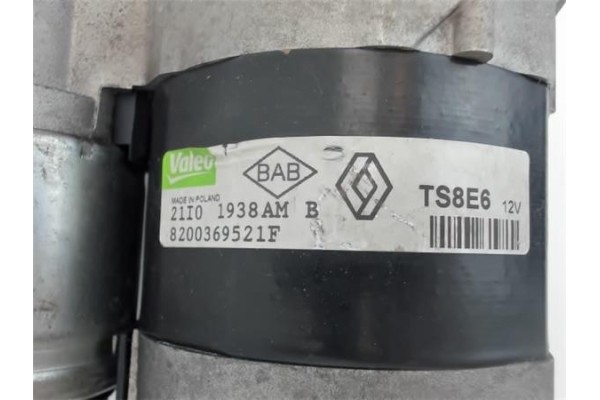 Valeo
BAB
MADE IN POLAND
21I0 1938AM B
8200369521F
TS8E6 12V